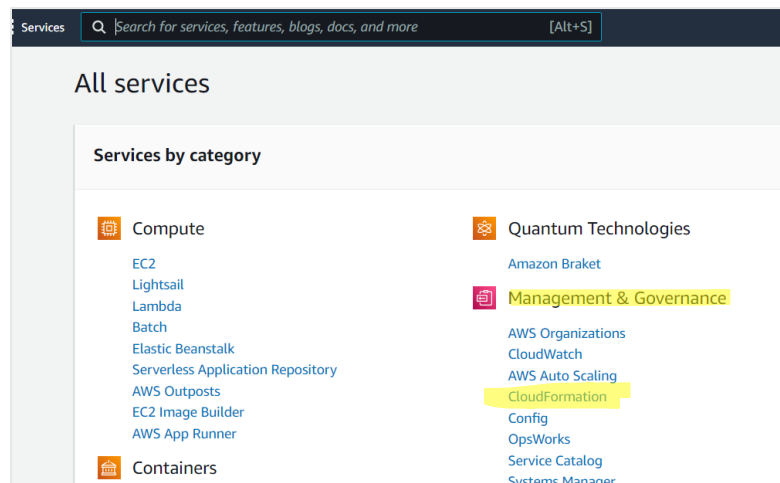 Services
Search for services, features, blogs, docs, and more [Alt+S]
All services
Services by category
Compute
EC2
Lightsail
Lambda
Batch
Elastic Beanstalk
Serverless Application Repository
AWS Outposts
EC2 Image Builder
AWS App Runner
Containers
Quantum Technologies
Amazon Braket
Management & Governance
AWS Organizations
CloudWatch
AWS Auto Scaling
CloudFormation
Config
OpsWorks
Service Catalog
Systems Manager